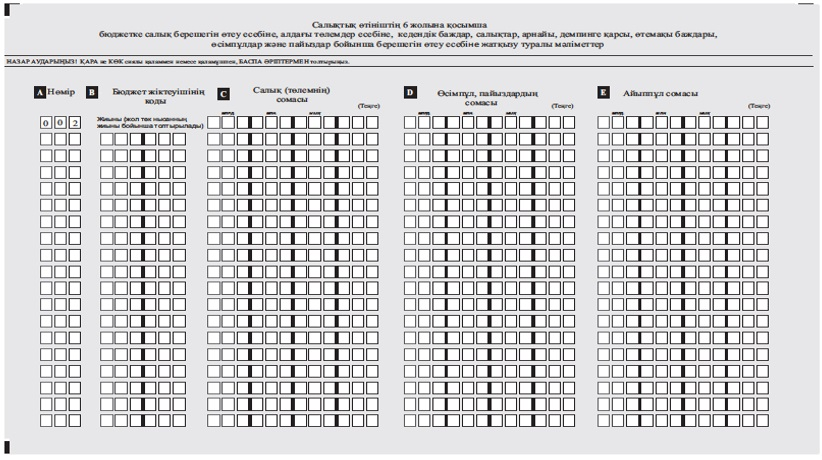 Салықтық өтініштің 6 жолына қосымша
бюджетке салық берешегін өтеу есебіне, алдағы төлемдер есебіне, кедендік баждар, салықтар, арнайы, демпингке қарсы, өтемақы баждары,
өсімпұлдар және пайыздар бойынша берешегін өтеу есебіне жатқызу туралы мәліметтер
НАЗАР АУДАРЫҢЫЗ! ҚАРА не КӨК сиялы қаламмен немесе қаламұшпен, БАСПА ӘРІПТЕРМЕН толтырыңыз.
A Нөмір
B Бюджет жіктеуішінің
коды
C Салық (төлемнің)
сомасы
(Теңге)
D Өсімпұл, пайыздардың
сомасы
(Теңге)
E Айыппұл сомасы
(Теңге)
0 0 2
Жиыны (жол тек нысанның
жиыны бойынша толтырылады)